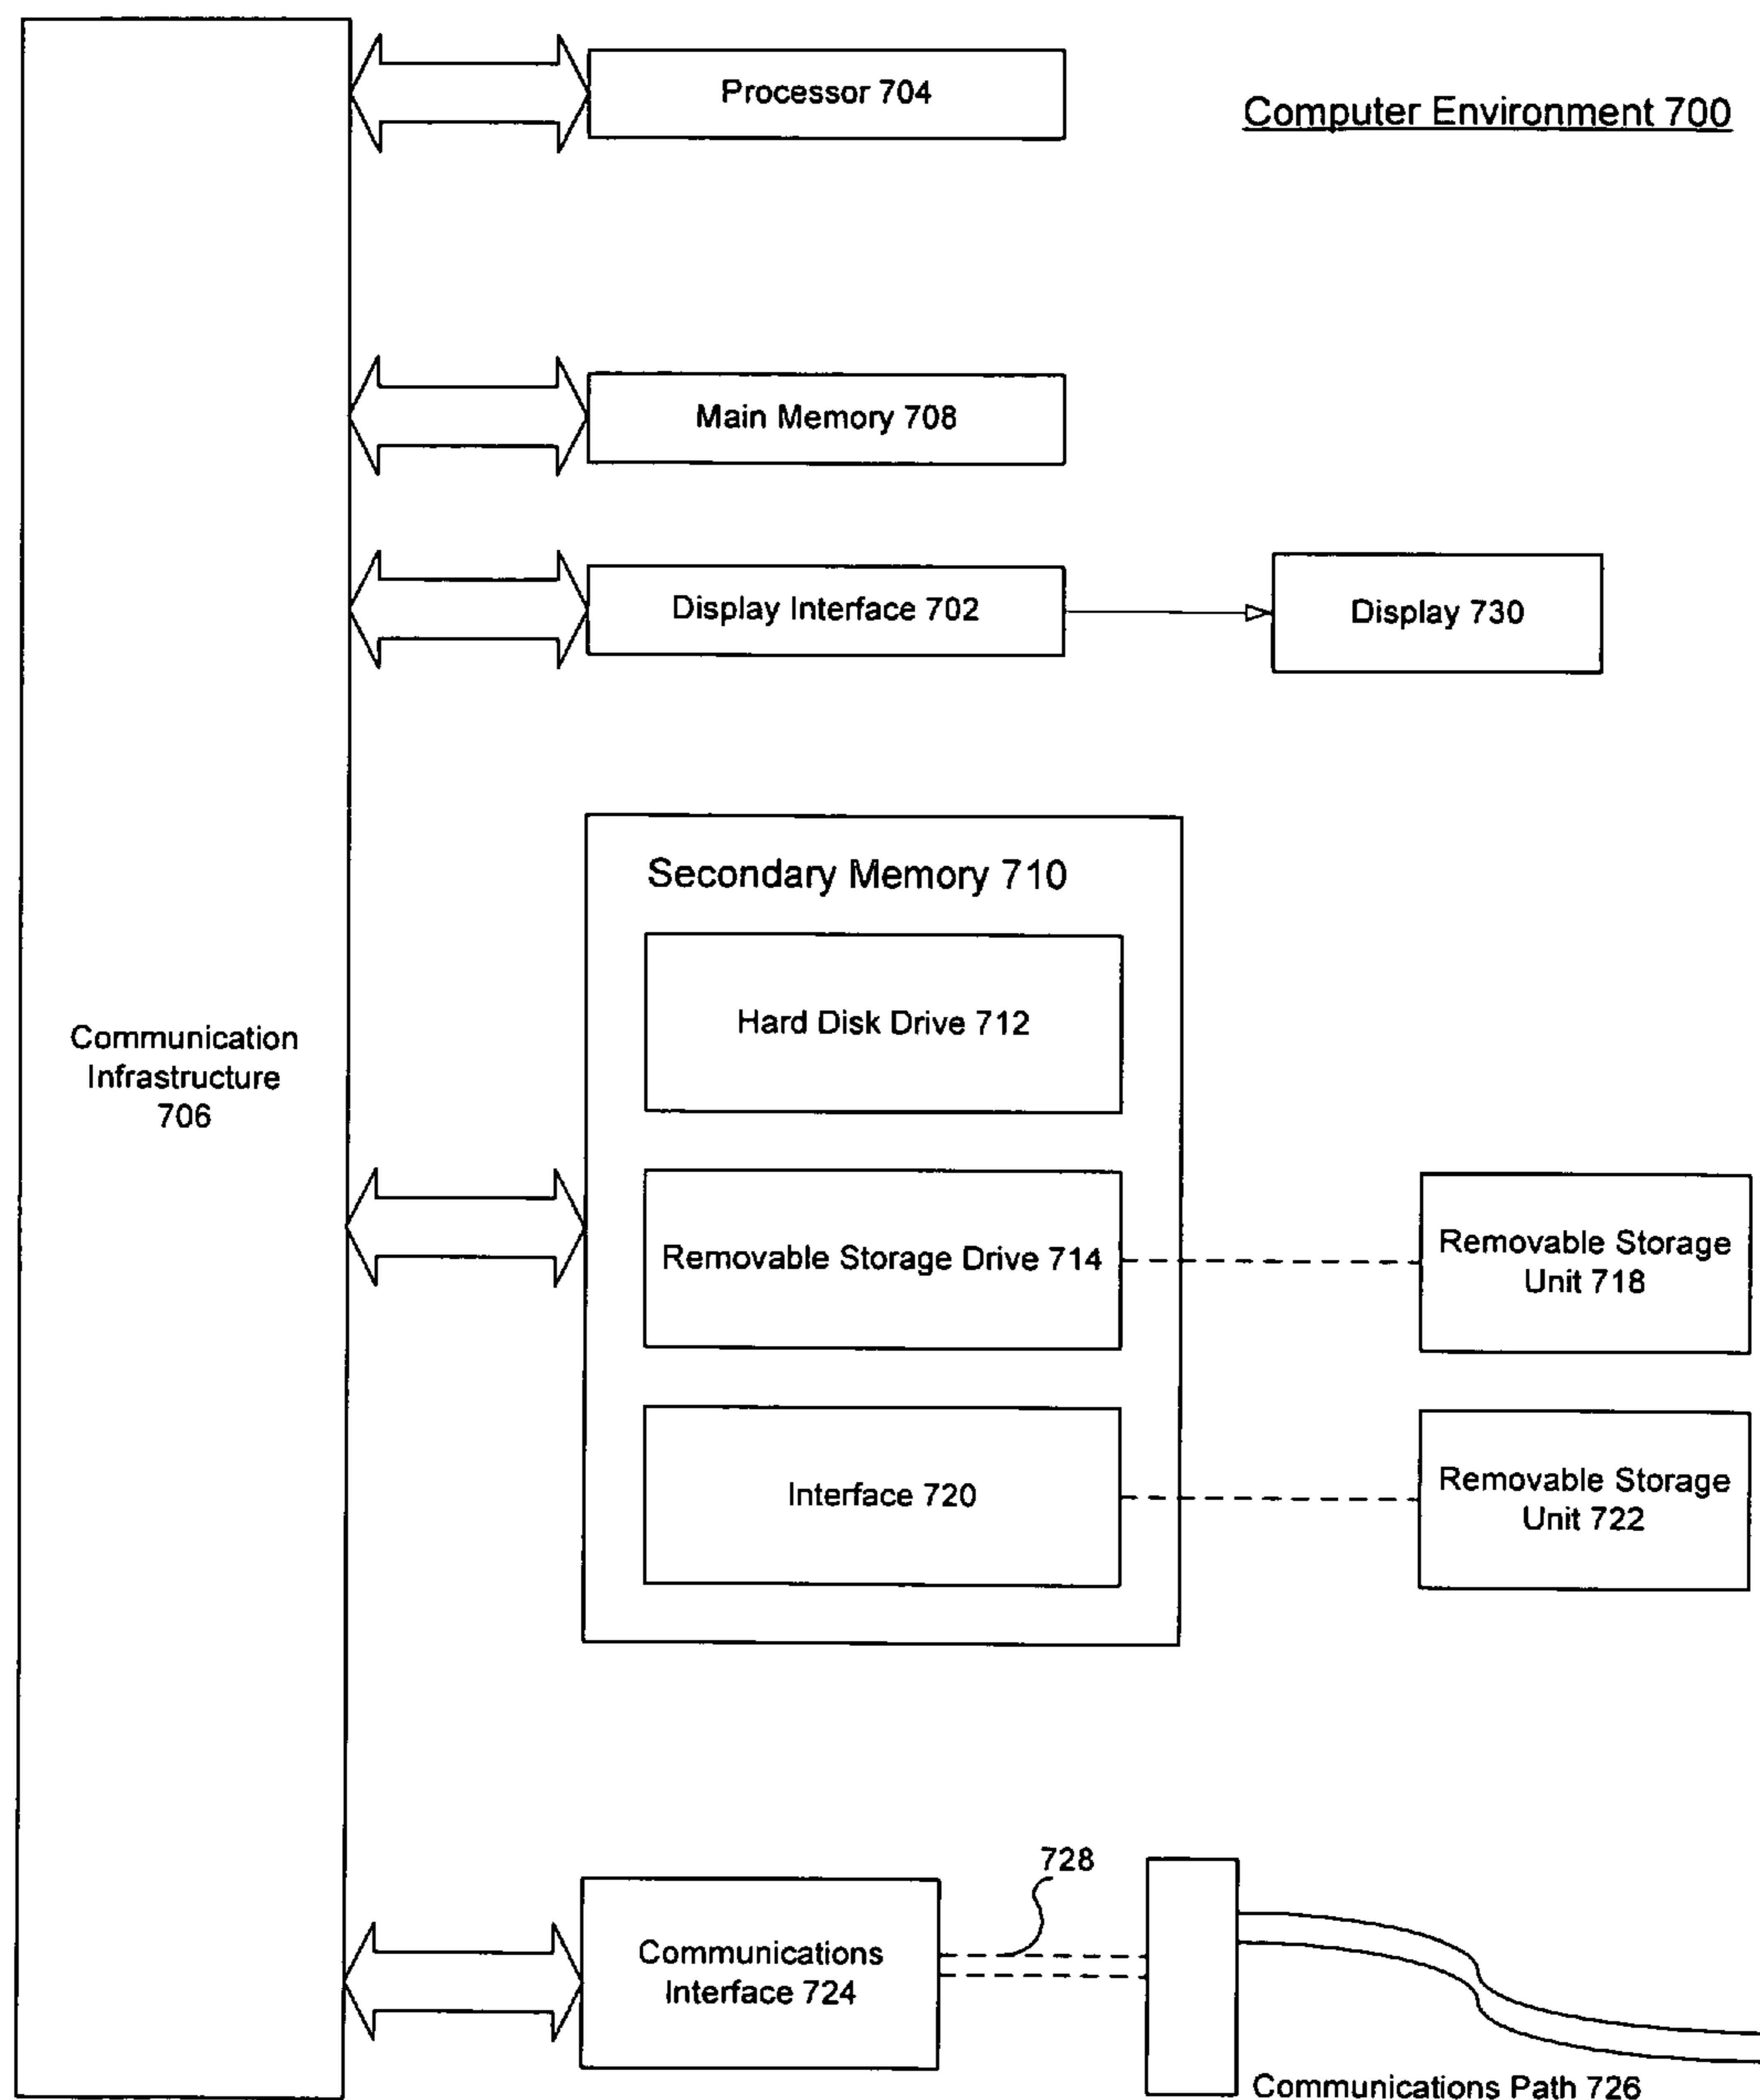 Processor 704
Computer Environment 700
Main Memory 708
Display Interface 702
Display 730
Secondary Memory 710
Hard Disk Drive 712
Communication
Infrastructure
706
Removable Storage Drive 714
Removable Storage
Unit 718
Interface 720
Removable Storage
Unit 722
728
Communications
Interface 724
Communications Path 726